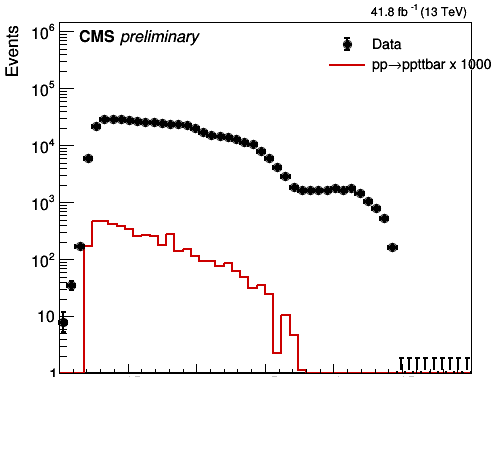 41.8 fb⁻¹ (13 TeV)
CMS preliminary
Events
Data
pp→ppttbar x 1000
10⁶
10⁵
10⁴
10³
10²
10
1